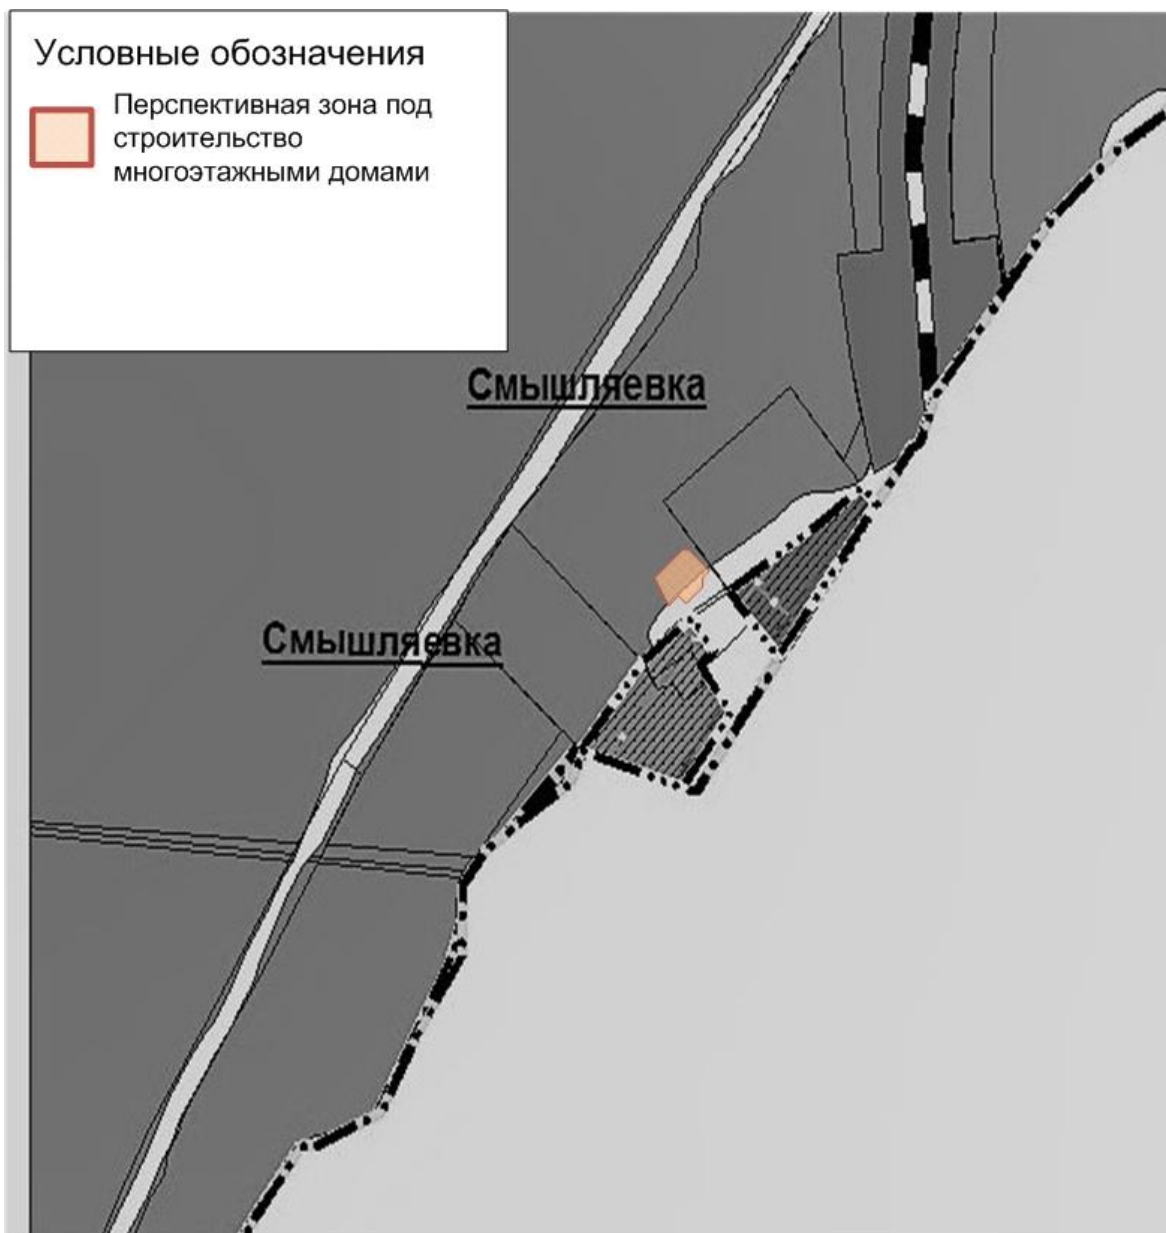 Условные обозначения
Перспективная зона под
строительство
многоэтажными домами
Смышляевка
Смышляевка